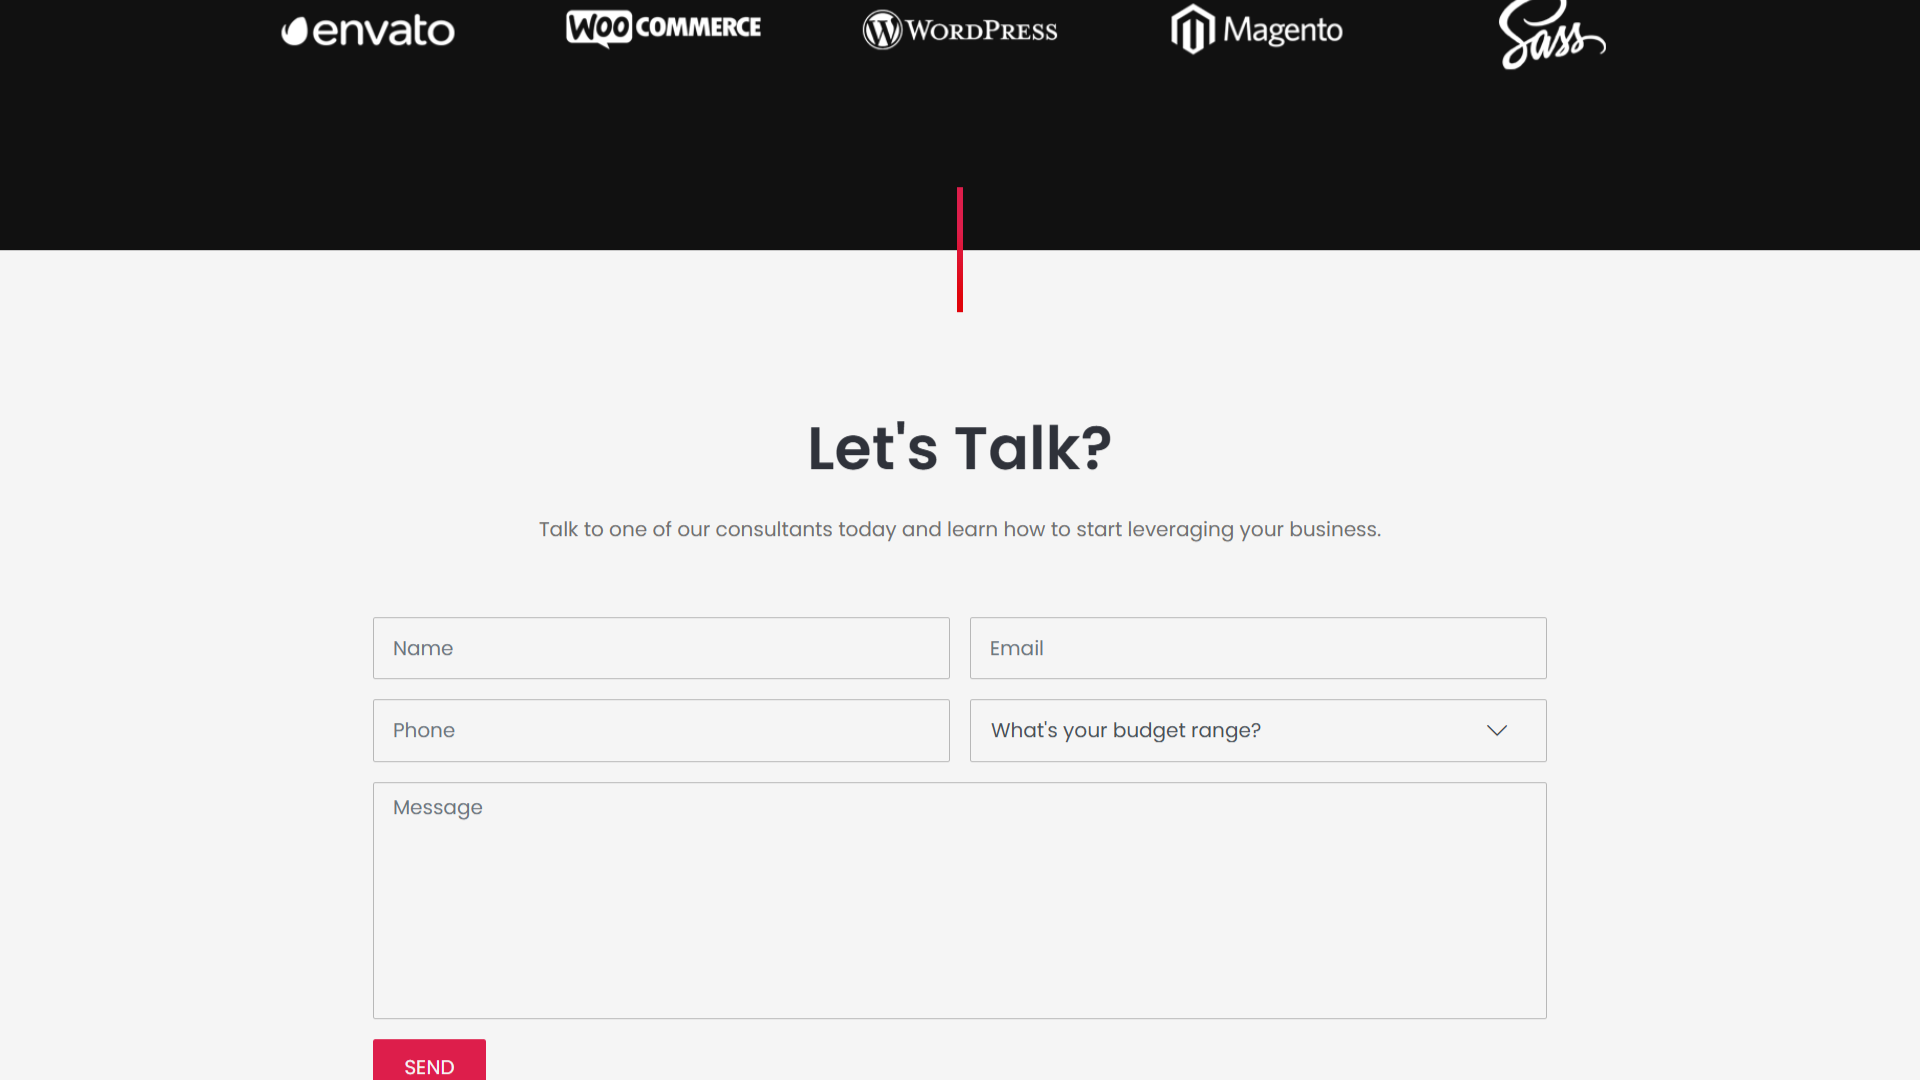 envato WOO COMMERCE WORDPRESS Magento Sass
Let's Talk?
Talk to one of our consultants today and learn how to start leveraging your business.
Name Email
Phone What's your budget range?
Message
SEND